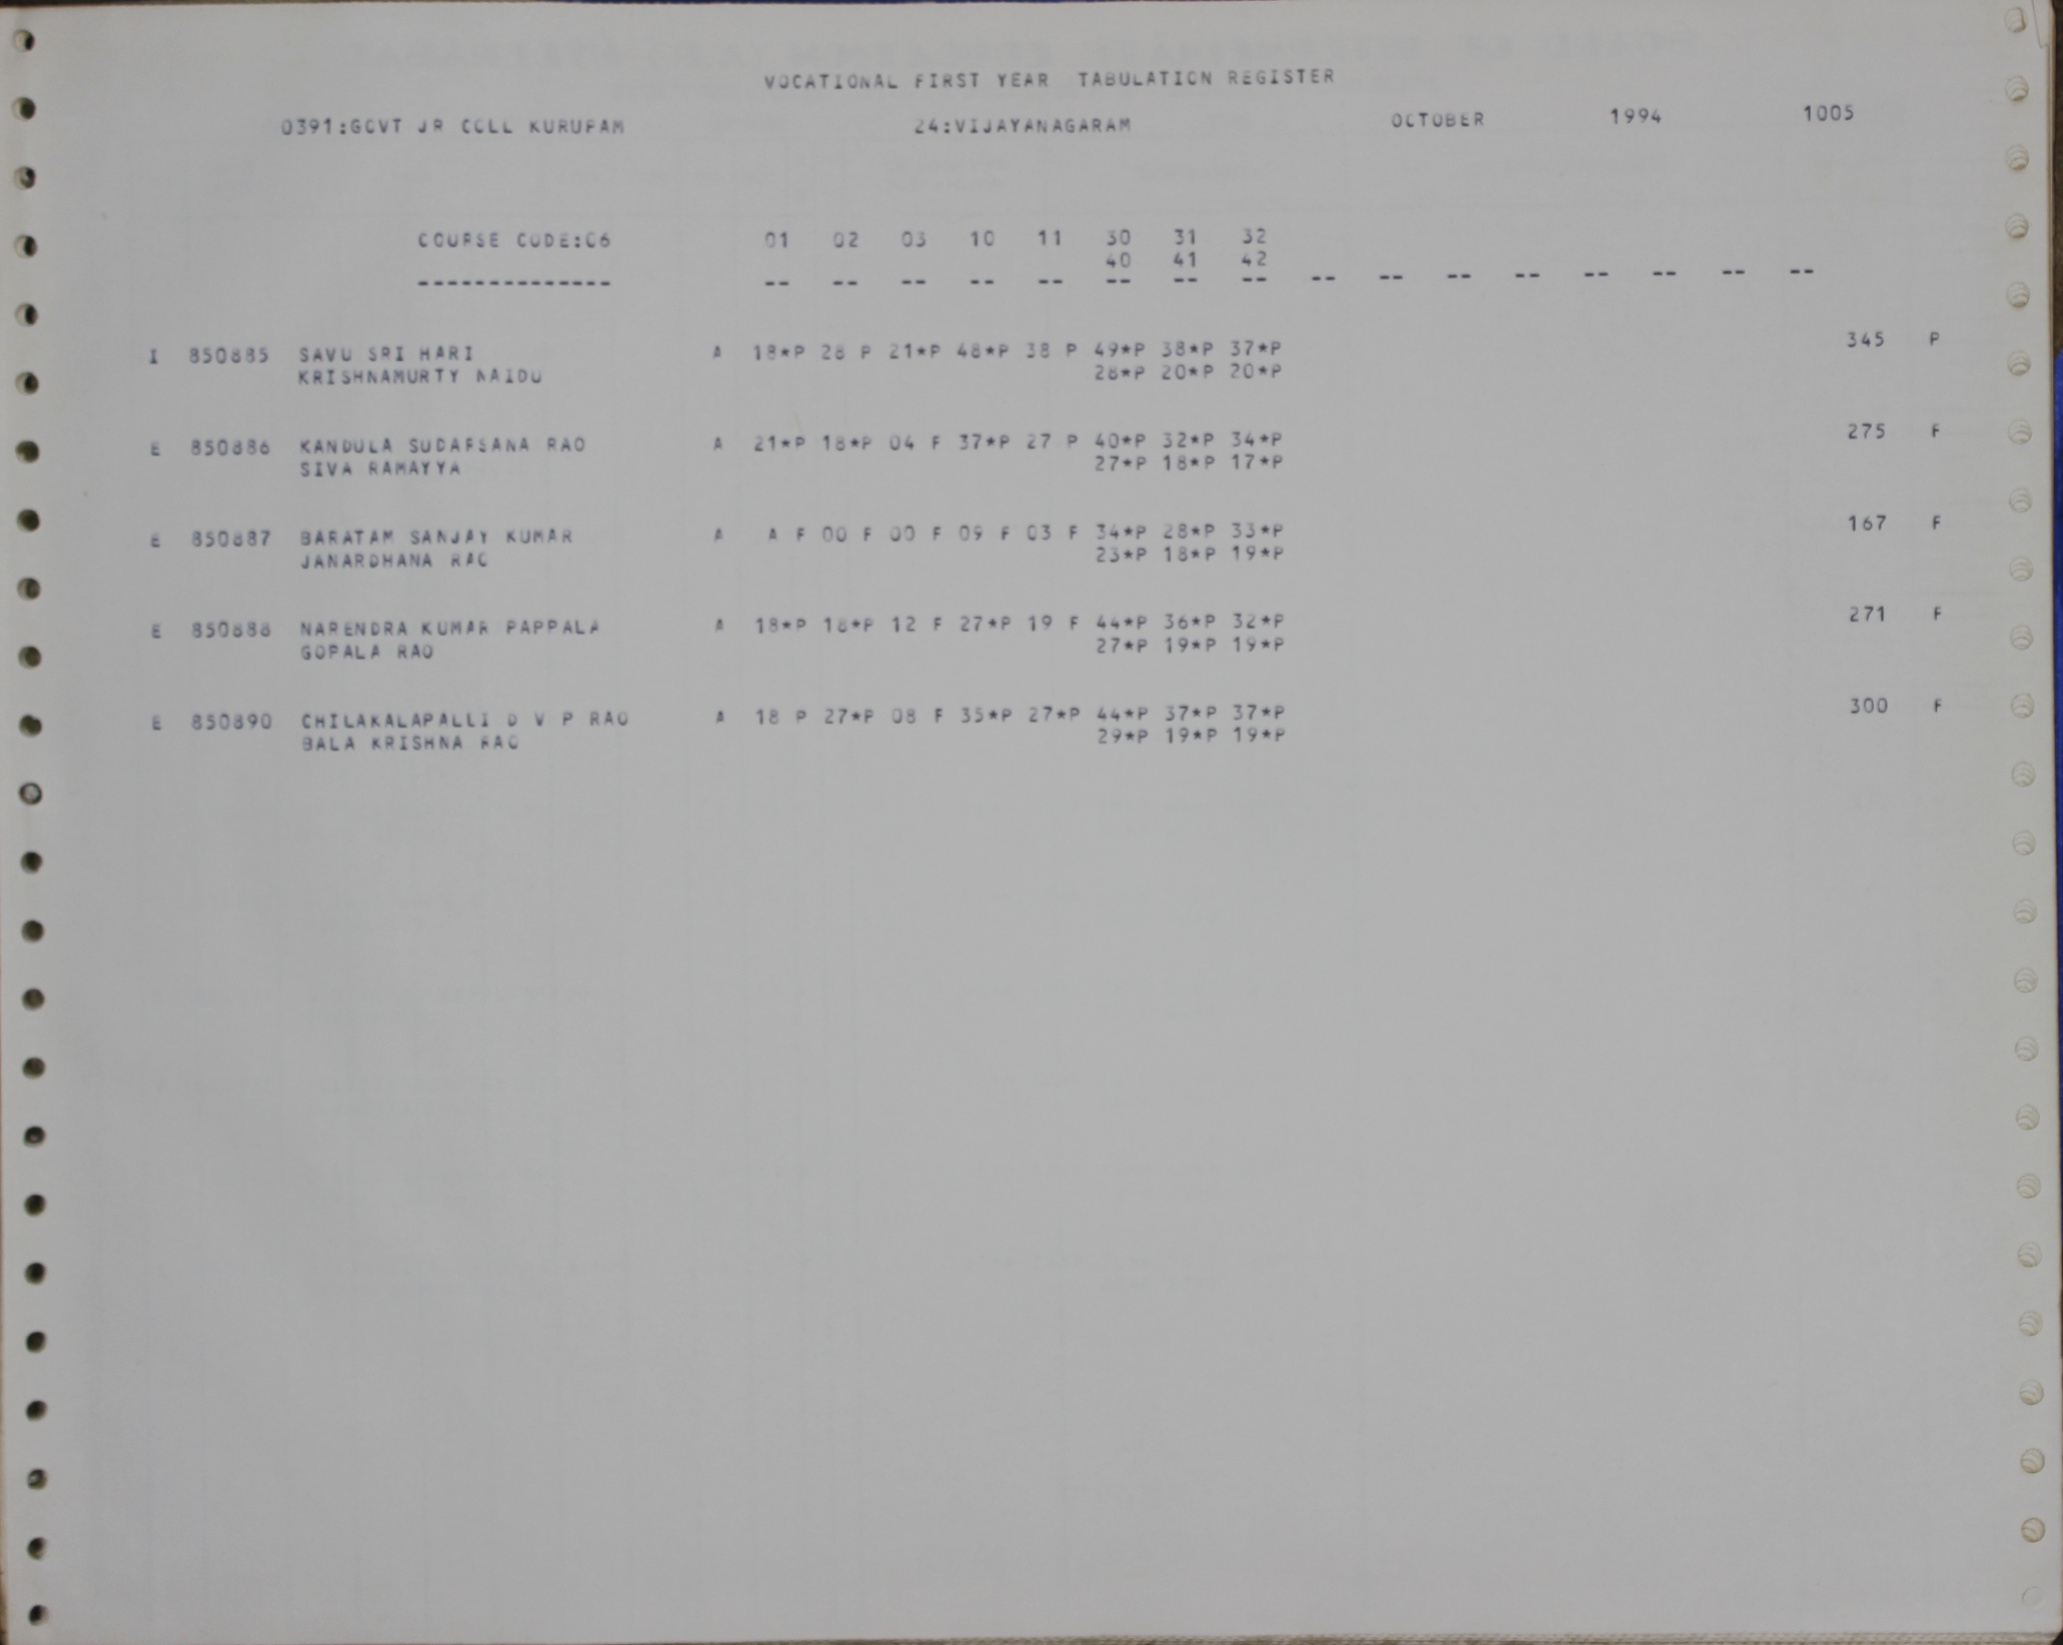 VOCATIONAL FIRST YEAR TABULATION REGISTER
0391:GOVT JR COLL KURUPAM 24:VIJAYANAGARAM OCTOBER 1994 1005
COURSE CODE:06 01 02 03 10 11 30 31 32
40 41 42
-------------- -- -- -- -- -- -- -- -- -- -- -- -- -- -- -- --
I 850885 SAVU SRI HARI A 18*P 28 P 21*P 48*P 38 P 49*P 38*P 37*P 345 P
KRISHNAMURTY NAIDU 28*P 20*P 20*P
E 850886 KANDULA SUDARSANA RAO A 21*P 18*P 04 F 37*P 27 P 40*P 32*P 34*P 275 F
SIVA RAMAYYA 27*P 18*P 17*P
E 850887 BARATAM SANJAY KUMAR A A F 00 F 00 F 09 F 03 F 34*P 28*P 33*P 167 F
JANARDHANA RAO 23*P 18*P 19*P
E 850888 NARENDRA KUMAR PAPPALA A 18*P 18*P 12 F 27*P 19 F 44*P 36*P 32*P 271 F
GOPALA RAO 27*P 19*P 19*P
E 850890 CHILAKALAPALLI D V P RAO A 18 P 27*P 08 F 35*P 27*P 44*P 37*P 37*P 300 F
BALA KRISHNA RAO 29*P 19*P 19*P